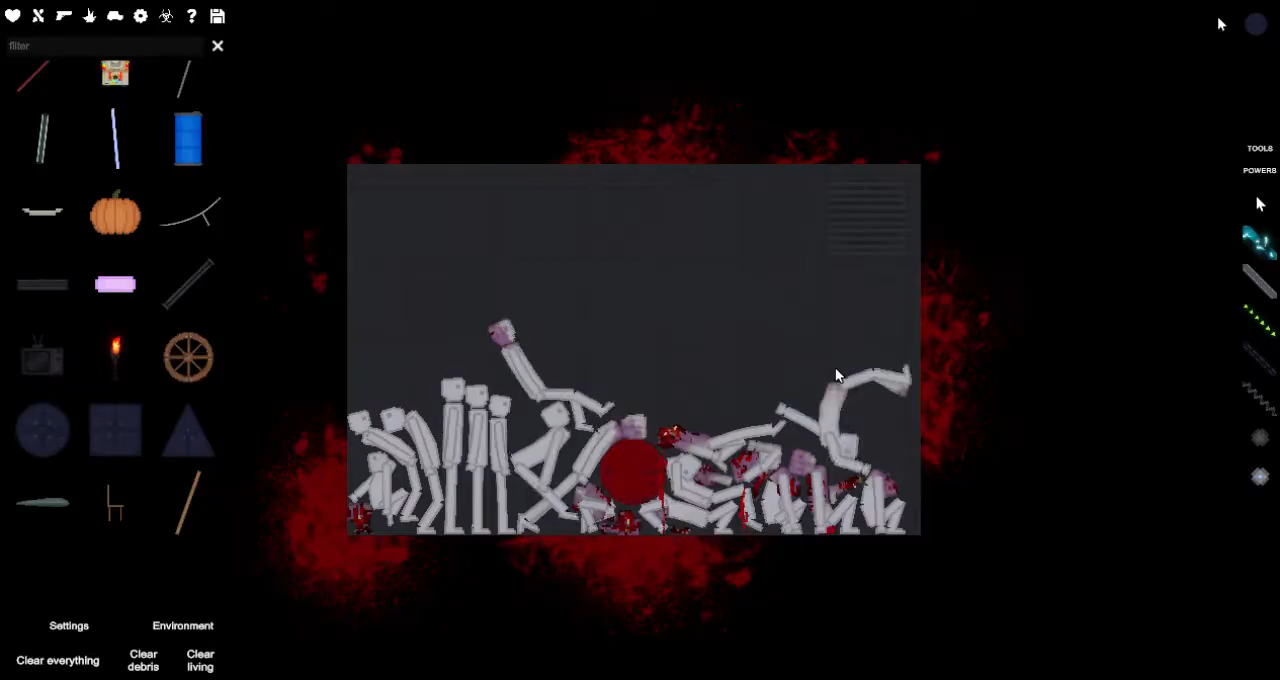 filter
TOOLS
POWERS
Settings
Environment
Clear everything
Clear
debris
Clear
living